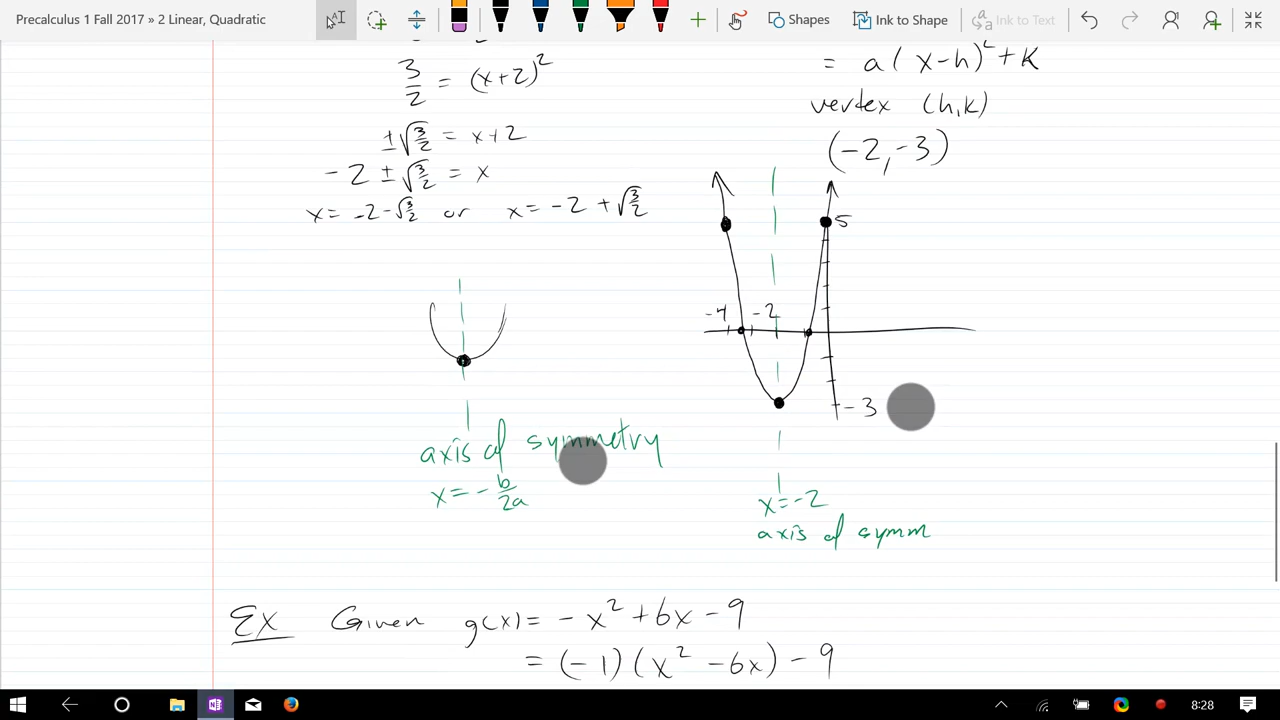 Precalculus 1 Fall 2017 » 2 Linear, Quadratic
Shapes
Ink to Shape
Ink to Text
3/2 = (x+2)²
±√3/2 = x+2
-2 ±√3/2 = x
x = -2-√3/2 or x = -2 +√3/2
= a(x-h)²+k
vertex (h,k)
(-2,-3)
5
-4 -2
-3
axis of symmetry
x = -b/2a
x=-2
axis of symm
Ex Given g(x) = -x² +6x -9
= (-1)(x² -6x) -9
8:28